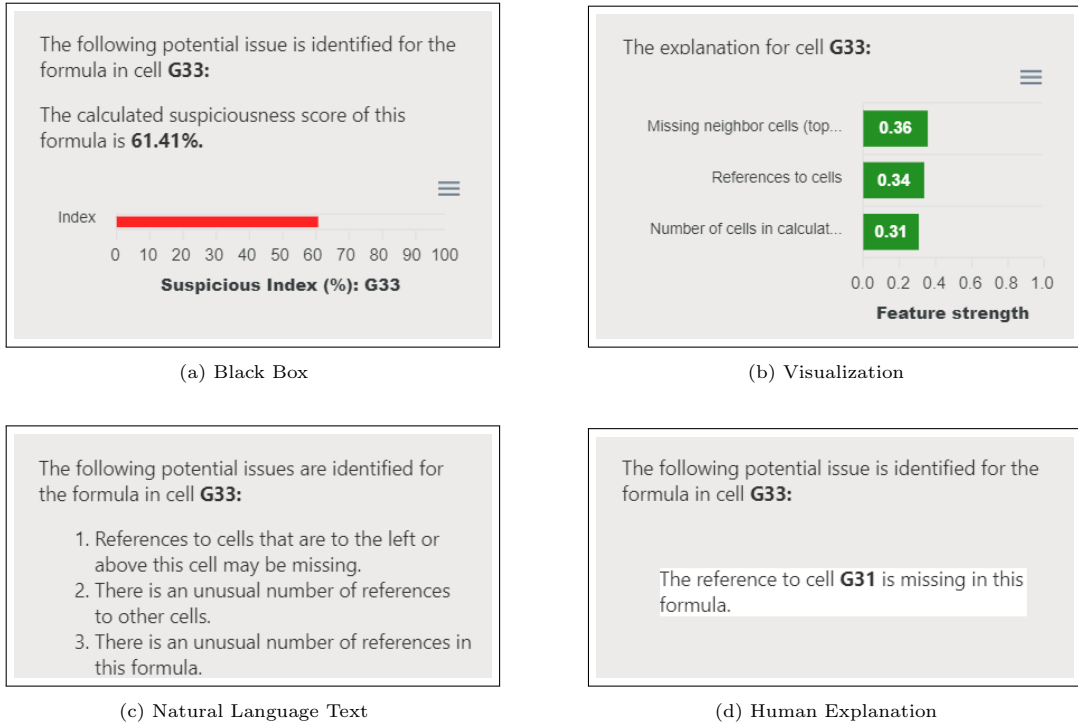 The following potential issue is identified for the
formula in cell G33:
The calculated suspiciousness score of this
formula is 61.41%.
Index
0 10 20 30 40 50 60 70 80 90 100
Suspicious Index (%): G33
(a) Black Box
The explanation for cell G33:
Missing neighbor cells (top...
0.36
References to cells
0.34
Number of cells in calculat...
0.31
0.0 0.2 0.4 0.6 0.8 1.0
Feature strength
(b) Visualization
The following potential issues are identified for
the formula in cell G33:
1. References to cells that are to the left or
above this cell may be missing.
2. There is an unusual number of references
to other cells.
3. There is an unusual number of references in
this formula.
(c) Natural Language Text
The following potential issue is identified for the
formula in cell G33:
The reference to cell G31 is missing in this
formula.
(d) Human Explanation